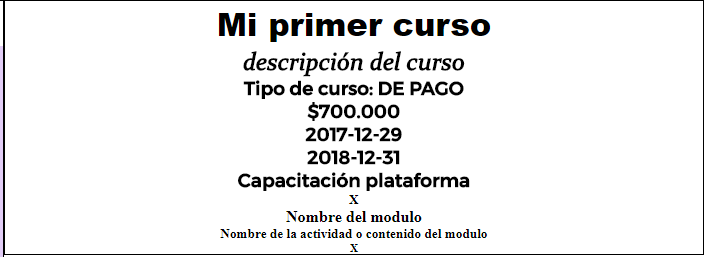 Mi primer curso
descripción del curso
Tipo de curso: DE PAGO
$700.000
2017-12-29
2018-12-31
Capacitación plataforma
X
Nombre del modulo
Nombre de la actividad o contenido del modulo
X